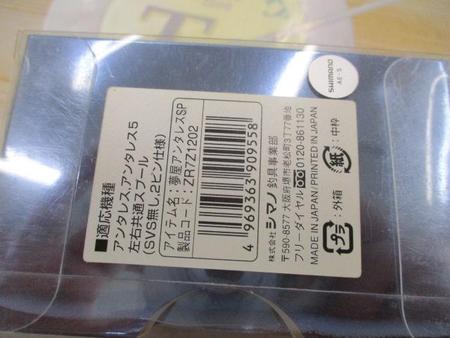 ■適応機種
アンタレス,アンタレス5
左右共通スプール
(SVS無し,2ピン仕様)
アイテム名:夢屋アンタレスSP
製品コード:ZR7Z1202
4 969363 909558
株式会社 シマノ 釣具事業部
〒590-8577 大阪府堺市老松町3丁77番地
フリーダイヤル 0120-861130
MADE IN JAPAN/PRINTED IN JAPAN
プラ
:外箱
紙
:中枠
SHIMANO
AE-S